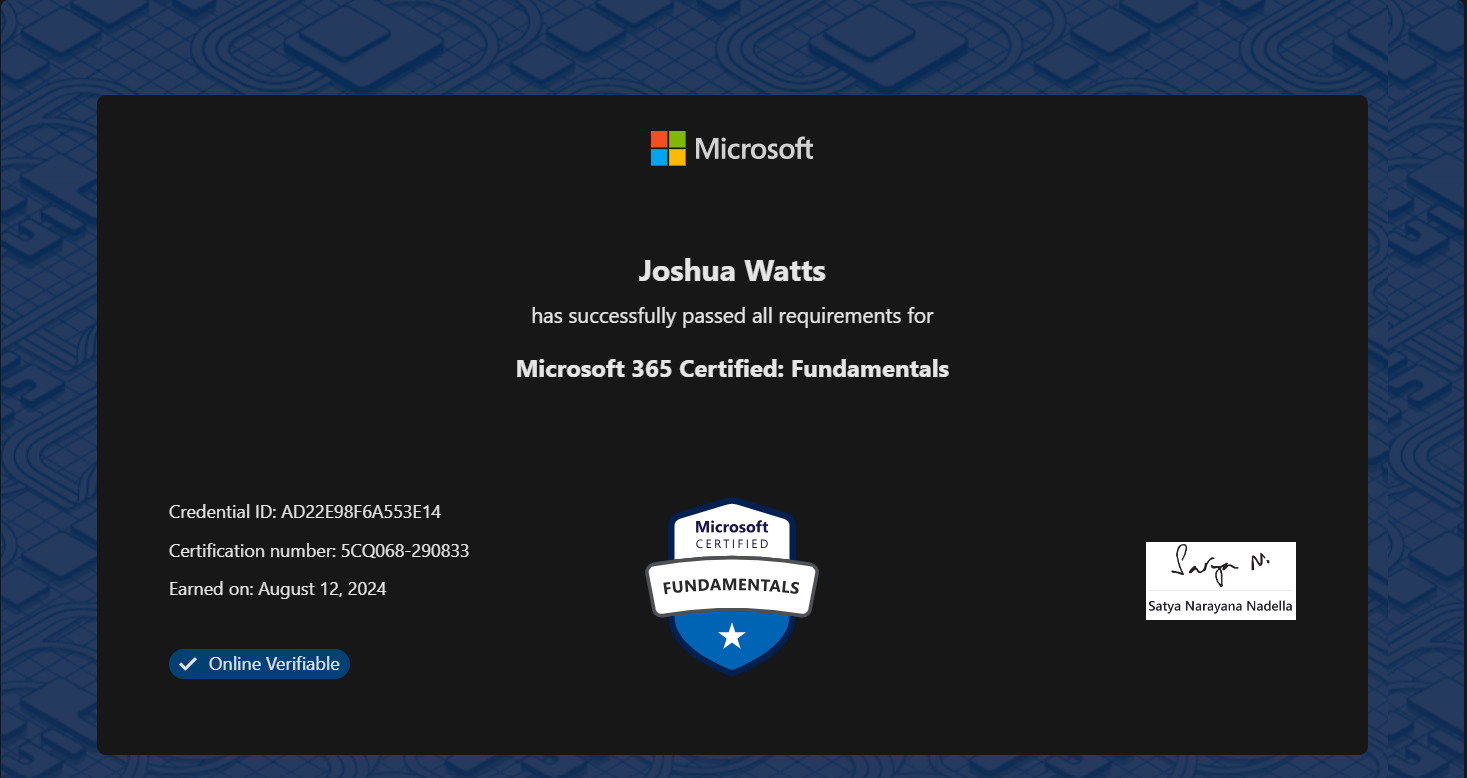 Microsoft
Joshua Watts
has successfully passed all requirements for
Microsoft 365 Certified: Fundamentals
Credential ID: AD22E98F6A553E14
Certification number: 5CQ068-290833
Earned on: August 12, 2024
Online Verifiable
Microsoft
CERTIFIED
FUNDAMENTALS
Satya N.
Satya Narayana Nadella